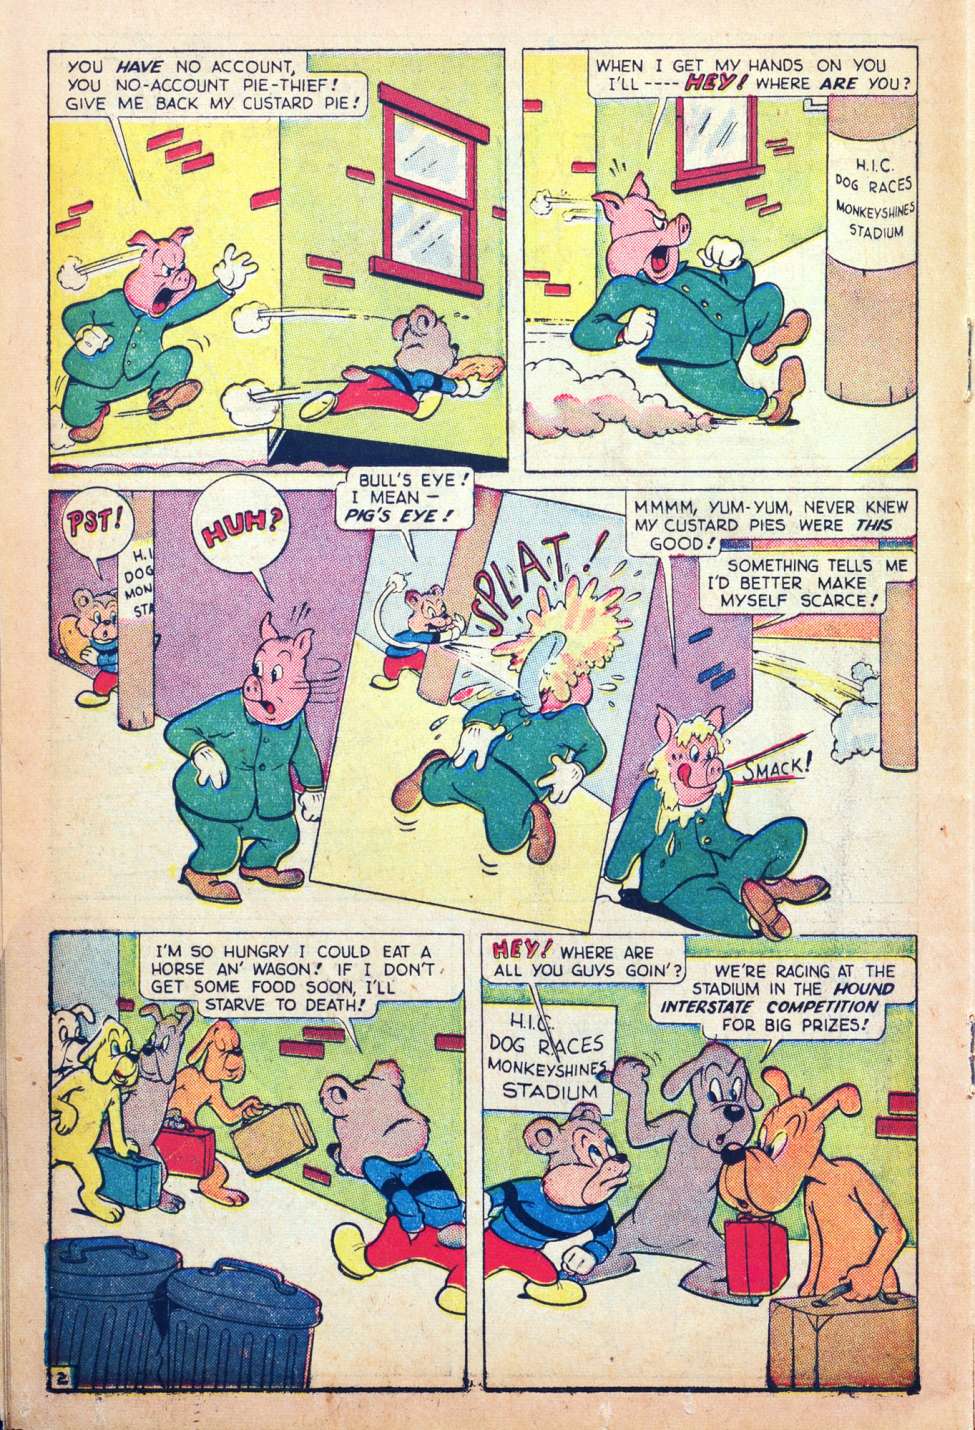 YOU HAVE NO ACCOUNT,
YOU NO-ACCOUNT PIE-THIEF!
GIVE ME BACK MY CUSTARD PIE!
WHEN I GET MY HANDS ON YOU
I'LL ---- HEY! WHERE ARE YOU?
H.I.C.
DOG RACES
MONKEYSHINES
STADIUM
PST!
H.I
DOG
MON
STA
HUH?
BULL'S EYE!
I MEAN —
PIG'S EYE!
SPLAT!
MMMM, YUM-YUM, NEVER KNEW
MY CUSTARD PIES WERE THIS
GOOD!
SOMETHING TELLS ME
I'D BETTER MAKE
MYSELF SCARCE!
SMACK!
I'M SO HUNGRY I COULD EAT A
HORSE AN' WAGON! IF I DON'T
GET SOME FOOD SOON, I'LL
STARVE TO DEATH!
HEY! WHERE ARE
ALL YOU GUYS GOIN'?
WE'RE RACING AT THE
STADIUM IN THE HOUND
INTERSTATE COMPETITION
FOR BIG PRIZES!
H.I.C.
DOG RACES
MONKEYSHINES
STADIUM
2